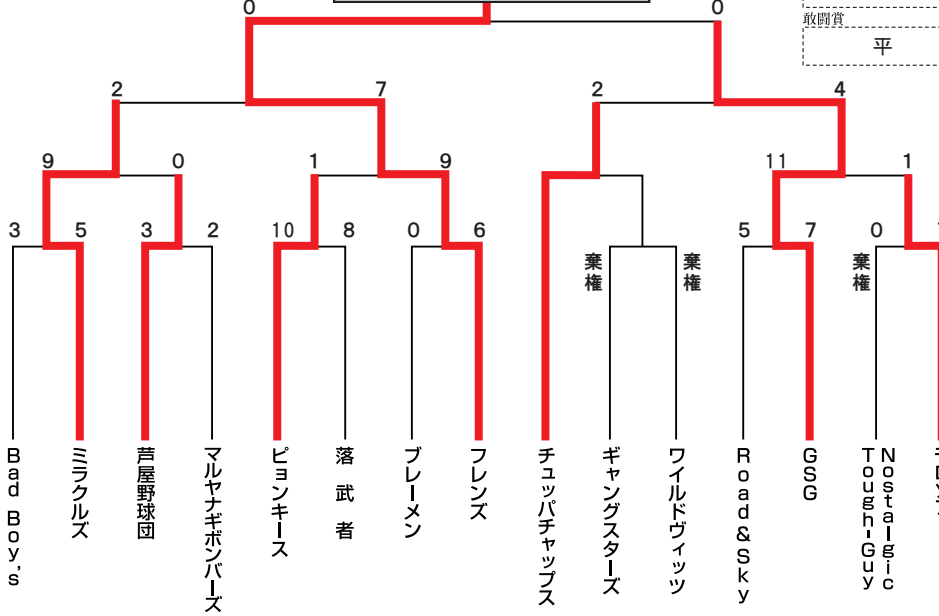 0 0
敢闘賞
平
2 7 2 4
9 0 1 9 11 1
3 5 3 2 10 8 0 6 5 7 0
棄権
棄権
棄権
Bad Boy's
ミラクルズ
芦屋野球団
マルヤナギボンバーズ
ピョンキース
落武者
ブレーメン
フレンズ
チュッパチャップス
ギャングスターズ
ワイルドヴィッツ
Road&Sky
GSG
Nostalgic
Tough-Guy